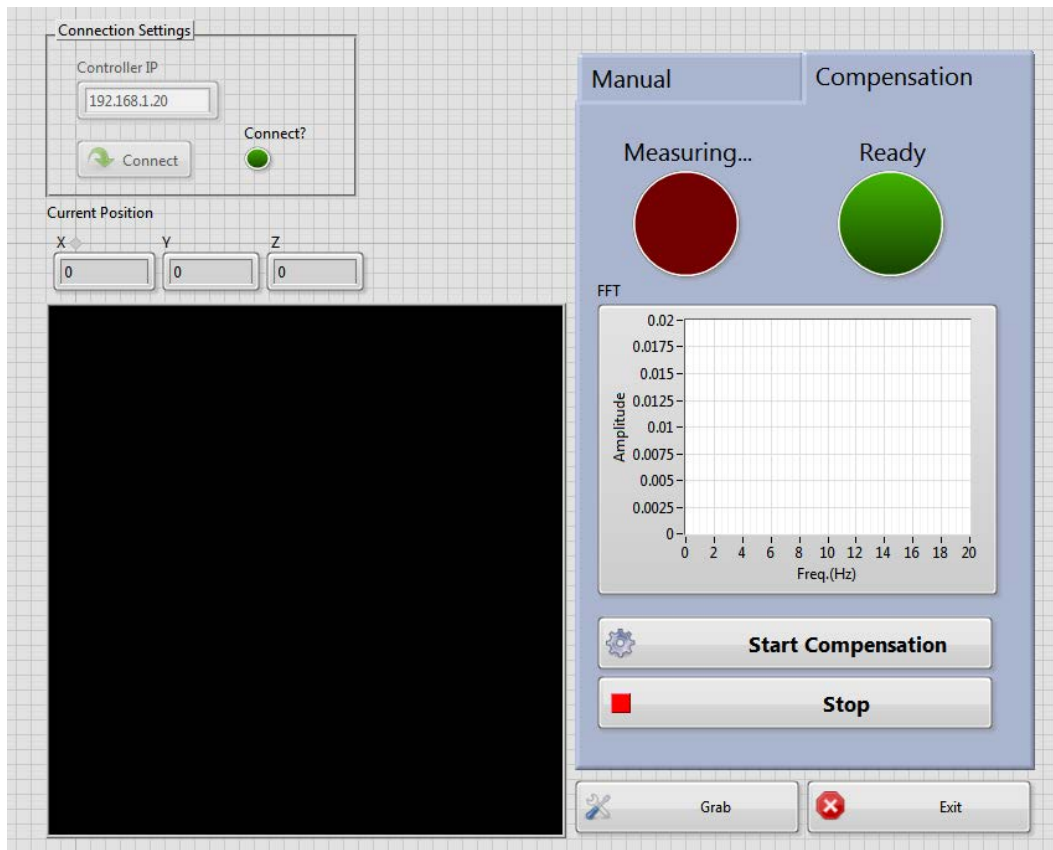 Connection Settings
Controller IP
192.168.1.20
Connect?
Connect
Current Position
X Y Z
0 0 0
Manual Compensation
Measuring... Ready
FFT
0.02
0.0175
0.015
0.0125
0.01
0.0075
0.005
0.0025
0
Amplitude
0 2 4 6 8 10 12 14 16 18 20
Freq.(Hz)
Start Compensation
Stop
Grab Exit